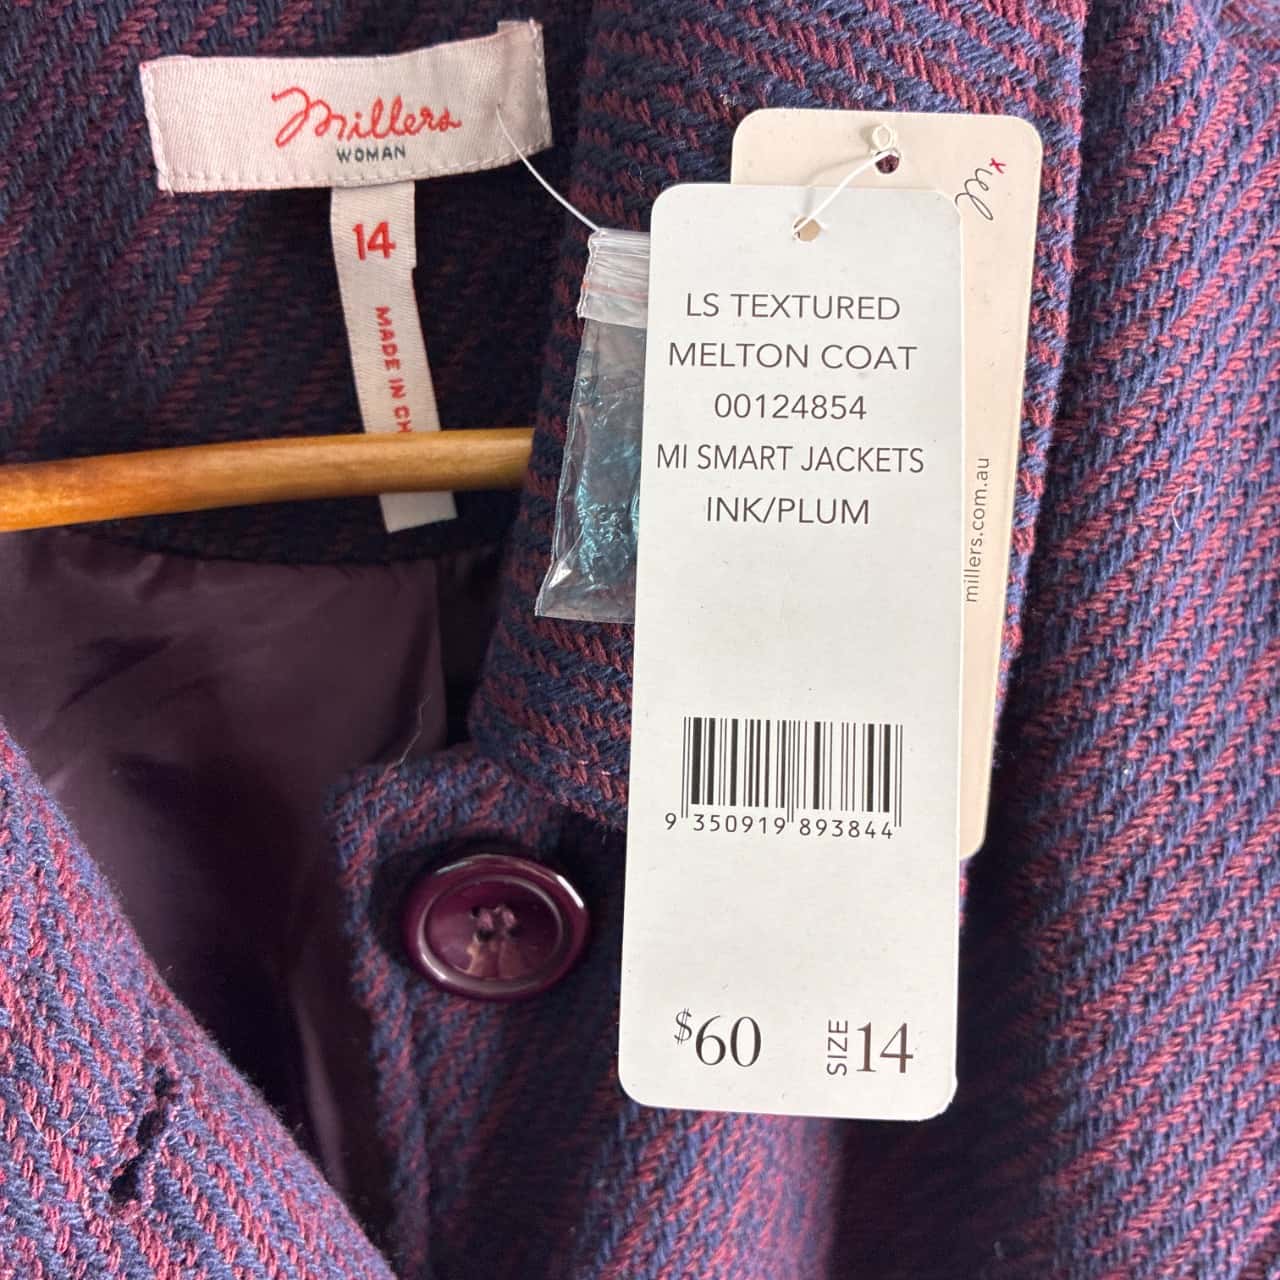 Millers
WOMAN
14
MADE IN CH
LS TEXTURED
MELTON COAT
00124854
MI SMART JACKETS
INK/PLUM
9 350919 893844
$60
SIZE 14
millers.com.au